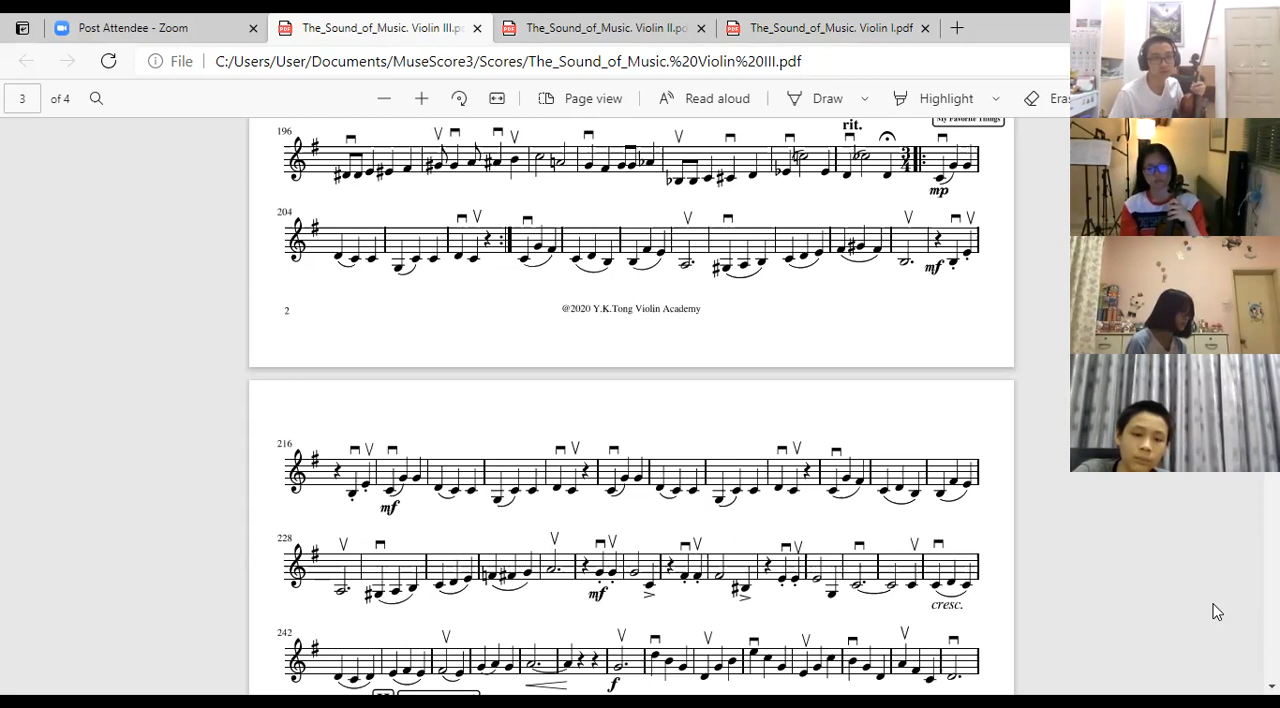 Post Attendee - Zoom
The_Sound_of_Music. Violin III.p
The_Sound_of_Music. Violin II.p
The_Sound_of_Music. Violin I.pdf
File C:/Users/User/Documents/MuseScore3/Scores/The_Sound_of_Music.%20Violin%20III.pdf
3 of 4 Page view Read aloud Draw Highlight Eras
My Favorite Things
rit.
196
mp
204
mf
2 @2020 Y.K.Tong Violin Academy
216
mf
228
mf
cresc.
242
f